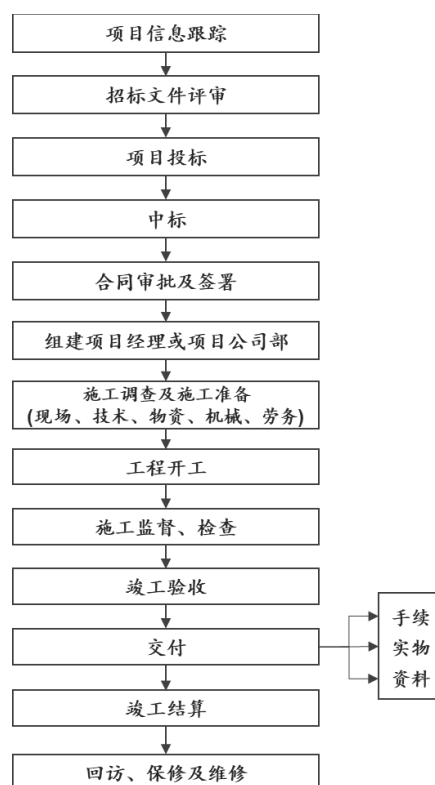 项目信息跟踪
招标文件评审
项目投标
中标
合同审批及签署
组建项目经理或项目公司部
施工调查及施工准备
(现场、技术、物资、机械、劳务)
工程开工
施工监督、检查
竣工验收
交付
手续
实物
资料
竣工结算
回访、保修及维修